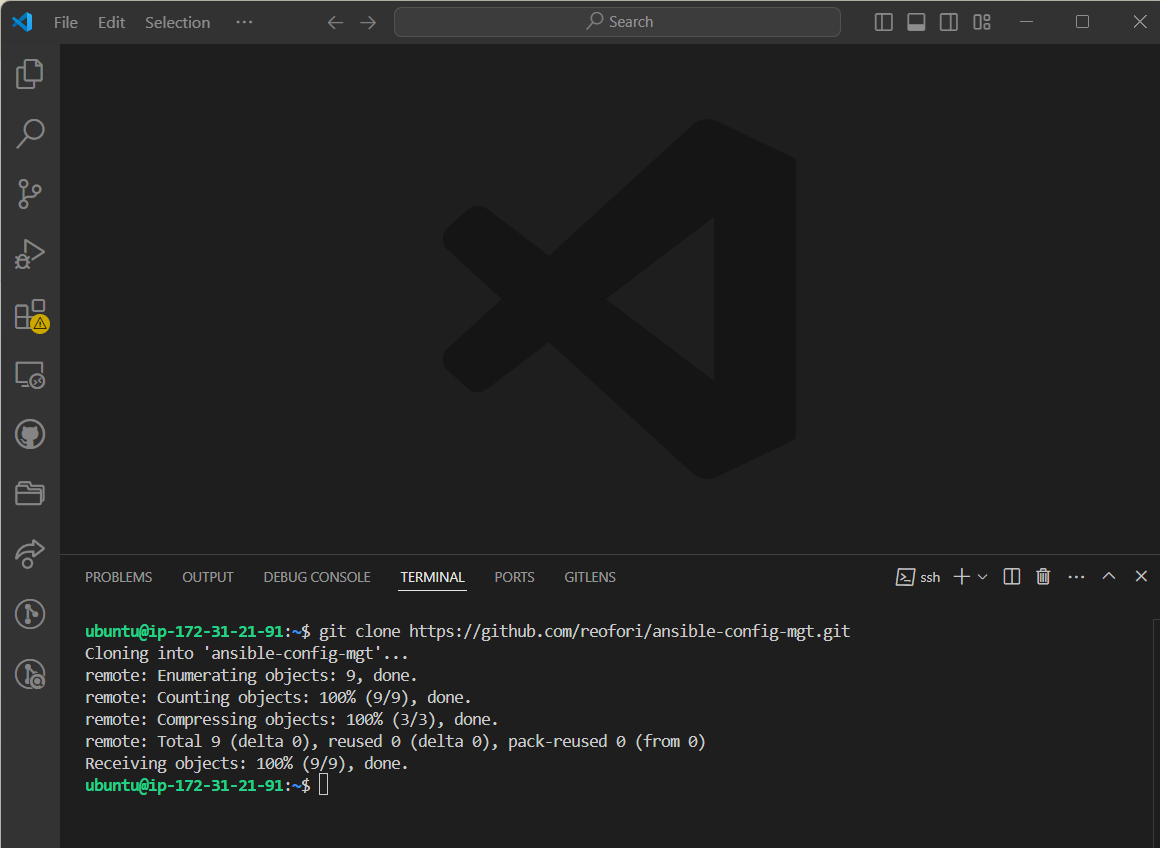 File Edit Selection ··· Search
PROBLEMS OUTPUT DEBUG CONSOLE TERMINAL PORTS GITLENS ssh
ubuntu@ip-172-31-21-91:~$ git clone https://github.com/reofori/ansible-config-mgt.git
Cloning into 'ansible-config-mgt'...
remote: Enumerating objects: 9, done.
remote: Counting objects: 100% (9/9), done.
remote: Compressing objects: 100% (3/3), done.
remote: Total 9 (delta 0), reused 0 (delta 0), pack-reused 0 (from 0)
Receiving objects: 100% (9/9), done.
ubuntu@ip-172-31-21-91:~$